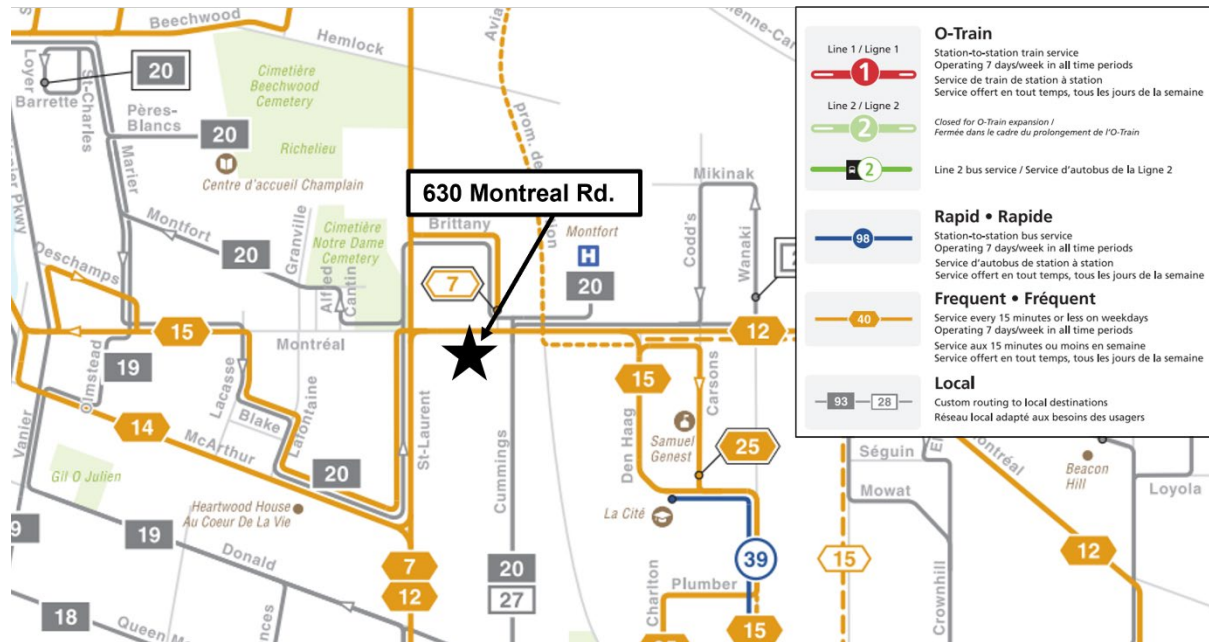 Beechwood
Hemlock
Loyer
St-Charles
20
Barrette
Pères-
Blancs
20
Marier
Cimetière
Beechwood
Cemetery
Richelieu
Centre d'accueil Champlain
630 Montreal Rd.
Mikinak
Montfort
20
Granville
Cimetière
Notre Dame
Cemetery
Alfred
Cantin
Brittany
Montfort
H
20
Codd's
Wanaki
Deschamps
7
15
Montréal
12
Olmstead
19
Lacasse
Blake
Lafontaine
St-Laurent
15
Carsons
Den Haag
Samuel
Genest
25
Vanier
14
McArthur
20
Cummings
Gil O Julien
Heartwood House
Au Coeur De La Vie
La Cité
19
Donald
7
12
20
27
39
Plumber
Charlton
15
18
Line 1 / Ligne 1
1
O-Train
Station-to-station train service
Operating 7 days/week in all time periods
Service de train de station à station
Service offert en tout temps, tous les jours de la semaine
Line 2 / Ligne 2
2
Closed for O-Train expansion /
Fermée dans le cadre du prolongement de l'O-Train
2
Line 2 bus service / Service d'autobus de la Ligne 2
98
Rapid • Rapide
Station-to-station bus service
Operating 7 days/week in all time periods
Service d'autobus de station à station
Service offert en tout temps, tous les jours de la semaine
40
Frequent • Fréquent
Service every 15 minutes or less on weekdays
Operating 7 days/week in all time periods
Service aux 15 minutes ou moins en semaine
Service offert en tout temps, tous les jours de la semaine
93
28
Local
Custom routing to local destinations
Réseau local adapté aux besoins des usagers
Séguin
Mowat
Montréal
Beacon
Hill
Loyola
15
12
Crownhill